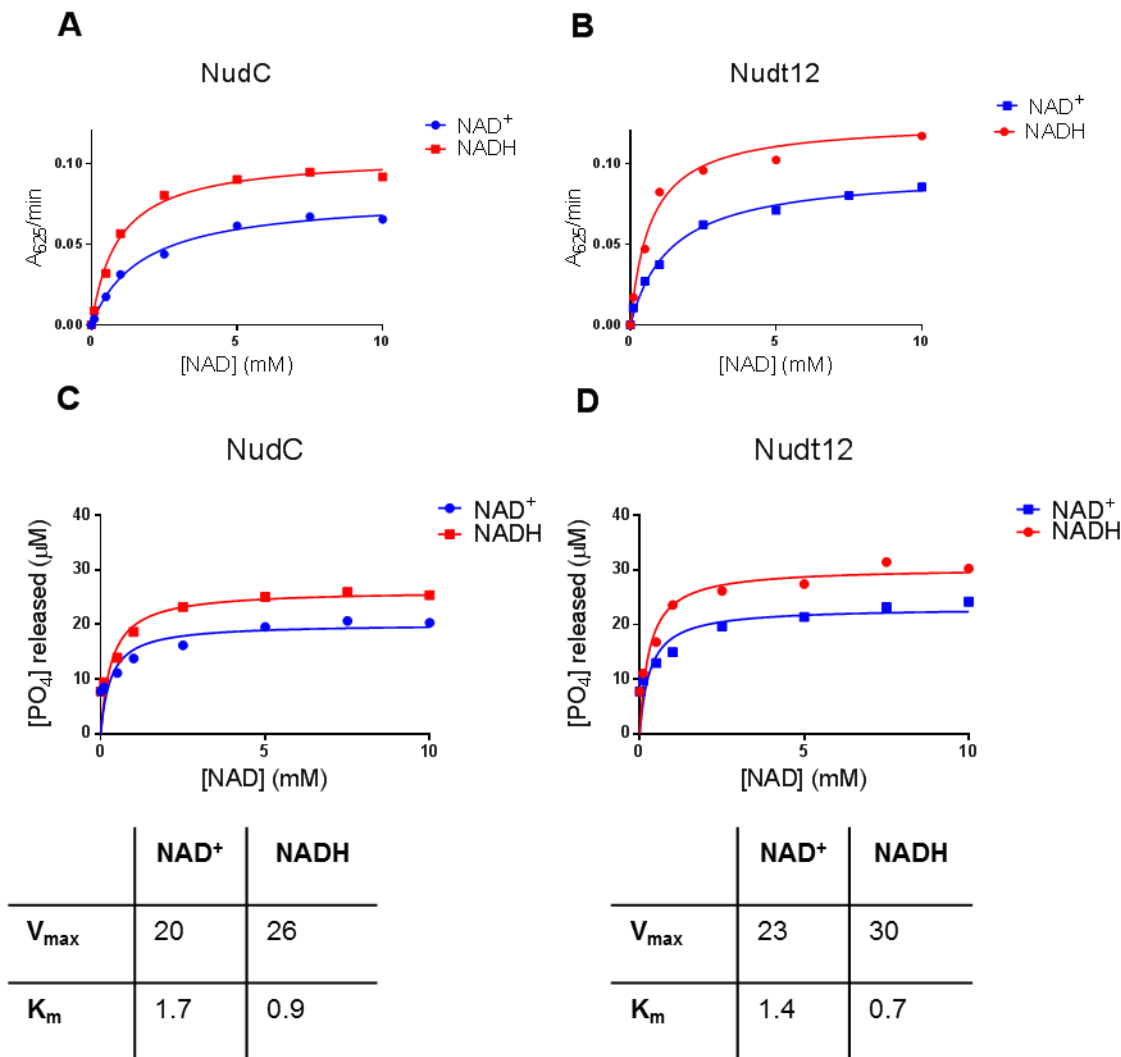 A
NudC
NAD+
NADH
A625/min
0.10
0.05
0.00
0
5
10
[NAD] (mM)
B
Nudt12
NAD+
NADH
A625/min
0.10
0.05
0.00
0
5
10
[NAD] (mM)
C
NudC
NAD+
NADH
[PO4] released (μM)
40
30
20
10
0
0
5
10
[NAD] (mM)
D
Nudt12
NAD+
NADH
[PO4] released (μM)
40
30
20
10
0
0
5
10
[NAD] (mM)
NAD+ NADH
Vmax 20 26
Km 1.7 0.9
NAD+ NADH
Vmax 23 30
Km 1.4 0.7